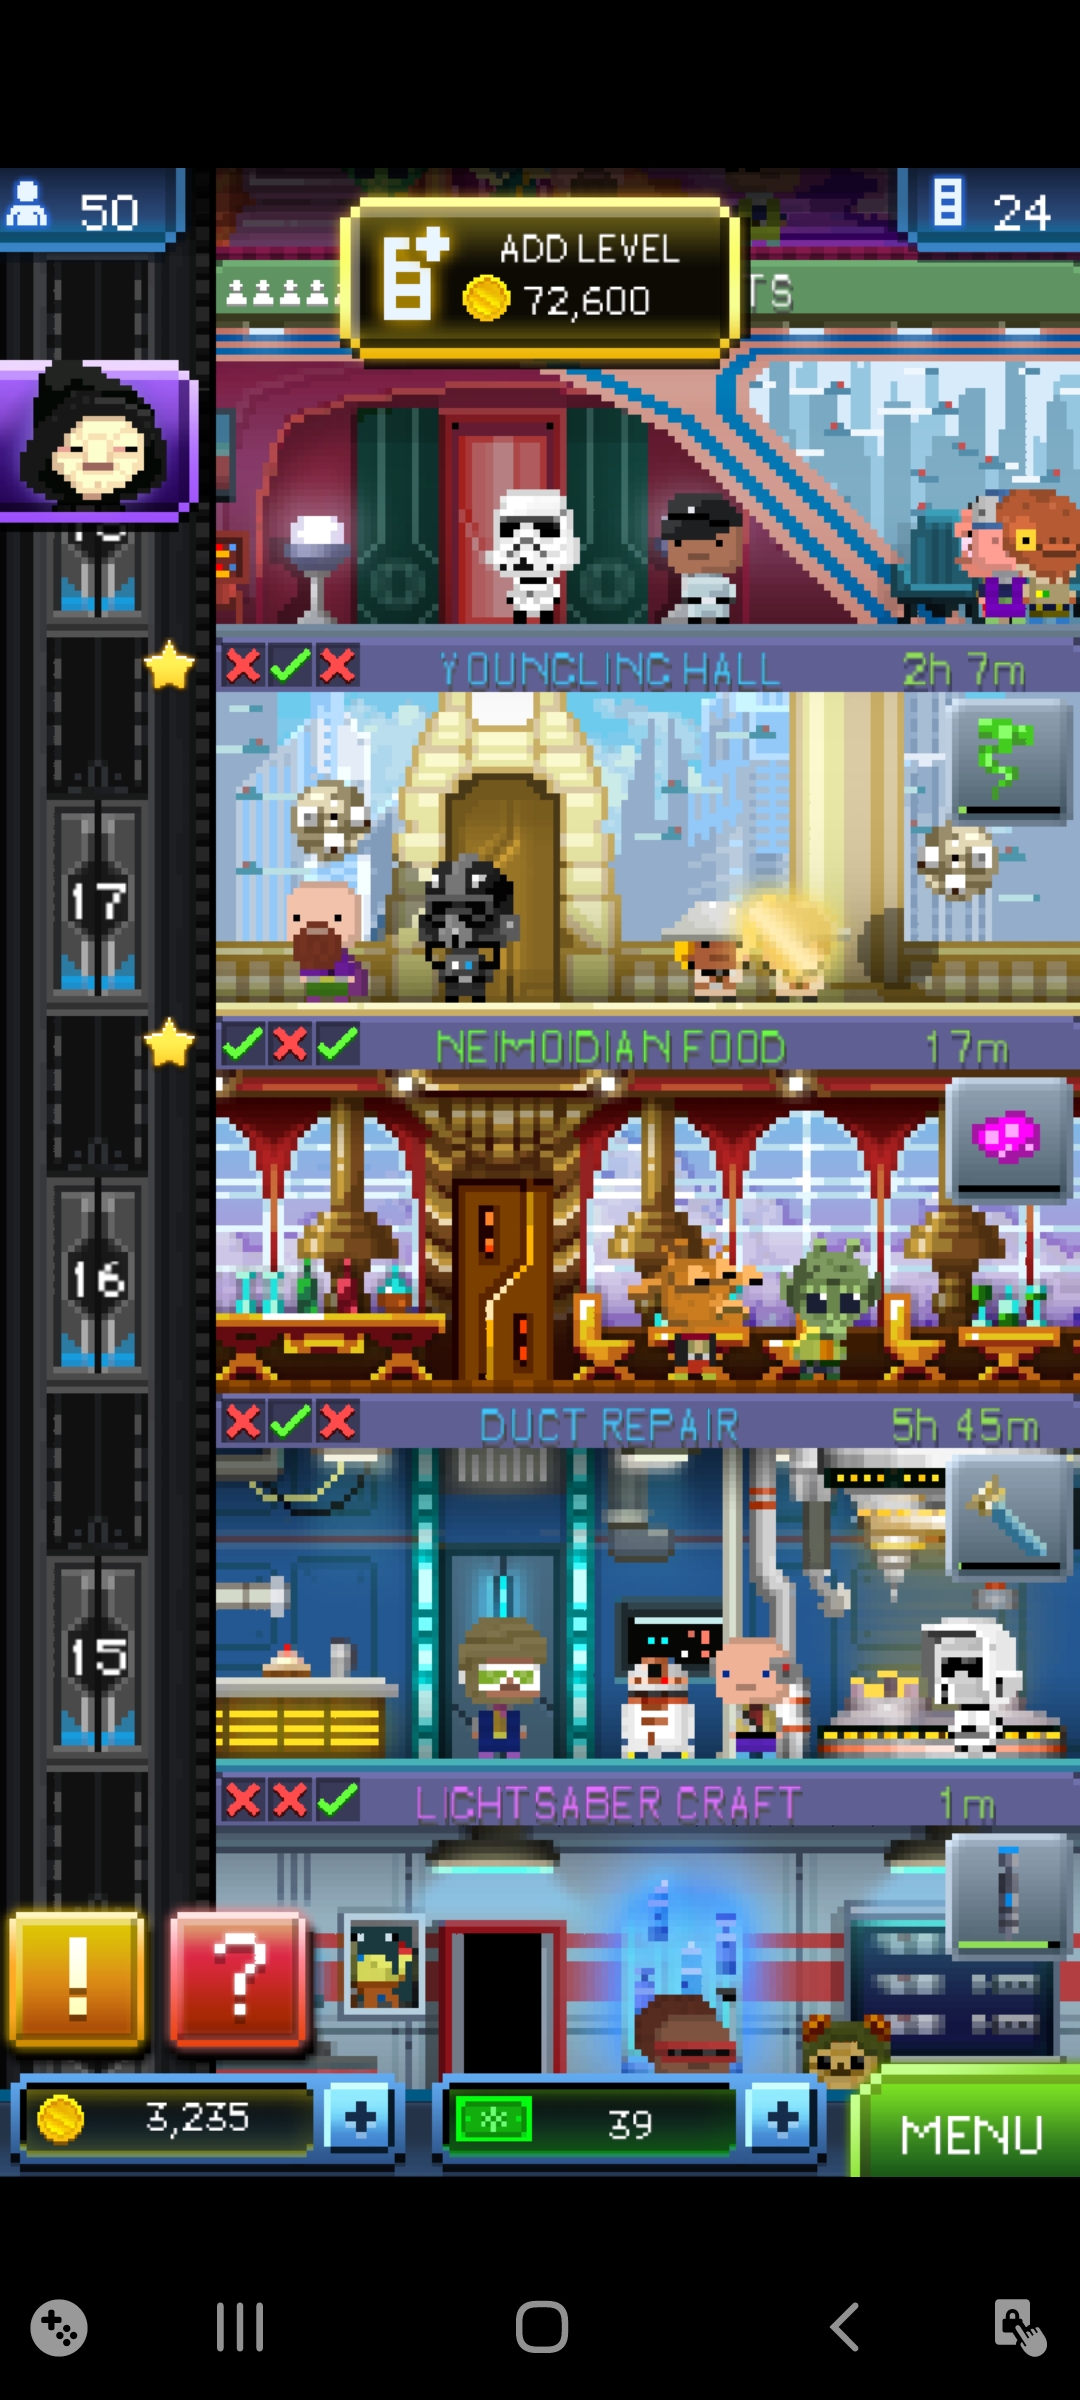 50
ADD LEVEL
72,600
24
TS
YOUNGLING HALL 2h 7m
17
NEIMOIDIAN FOOD 17m
16
DUCT REPAIR 5h 45m
15
LIGHTSABER CRAFT 1m
! ?
3,235 + 39 +
MENU